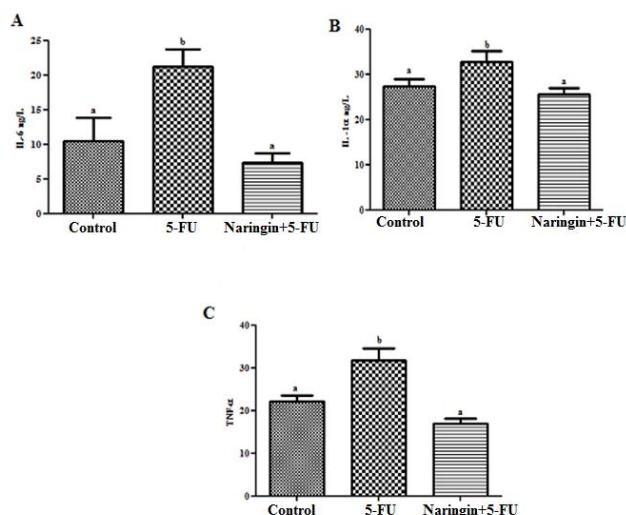 A
B
25
b
20
15
a
10
a
5
0
IL-6 ng/L
Control 5-FU Naringin+5-FU
40
b
30
a
a
20
10
0
IL-1α ng/L
Control 5-FU Naringin+5-FU
C
40
b
30
a
20
a
10
0
TNF-α
Control 5-FU Naringin+5-FU